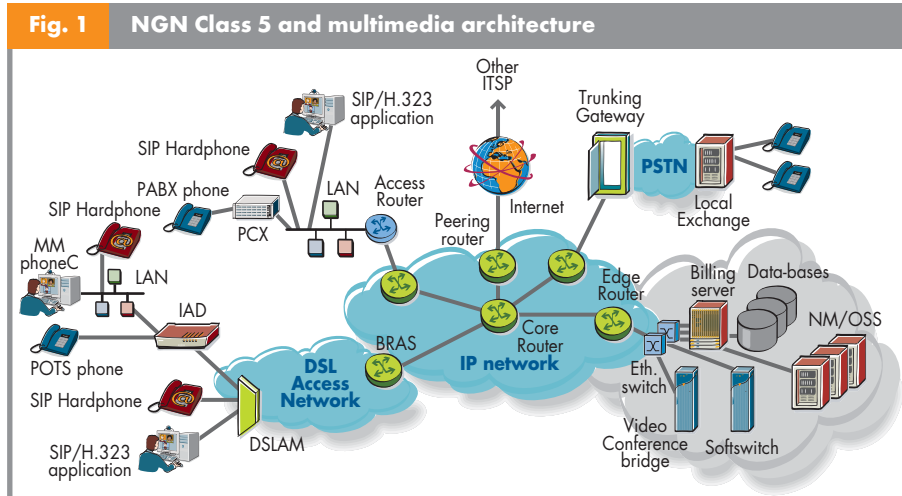 Fig. 1 NGN Class 5 and multimedia architecture
Other
ITSP
SIP/H.323
application
Trunking
Gateway
SIP Hardphone
PSTN
PABX phone
LAN
Access
Router
SIP Hardphone
PCX
Internet
Local
Exchange
Peering
router
MM
phoneC
LAN
Edge
Router
Billing
server
Data-bases
IAD
NM/OSS
Core
Router
BRAS
IP network
POTS phone
DSL
Access
Network
Eth.
switch
SIP Hardphone
DSLAM
Video
Conference
bridge
Softswitch
SIP/H.323
application